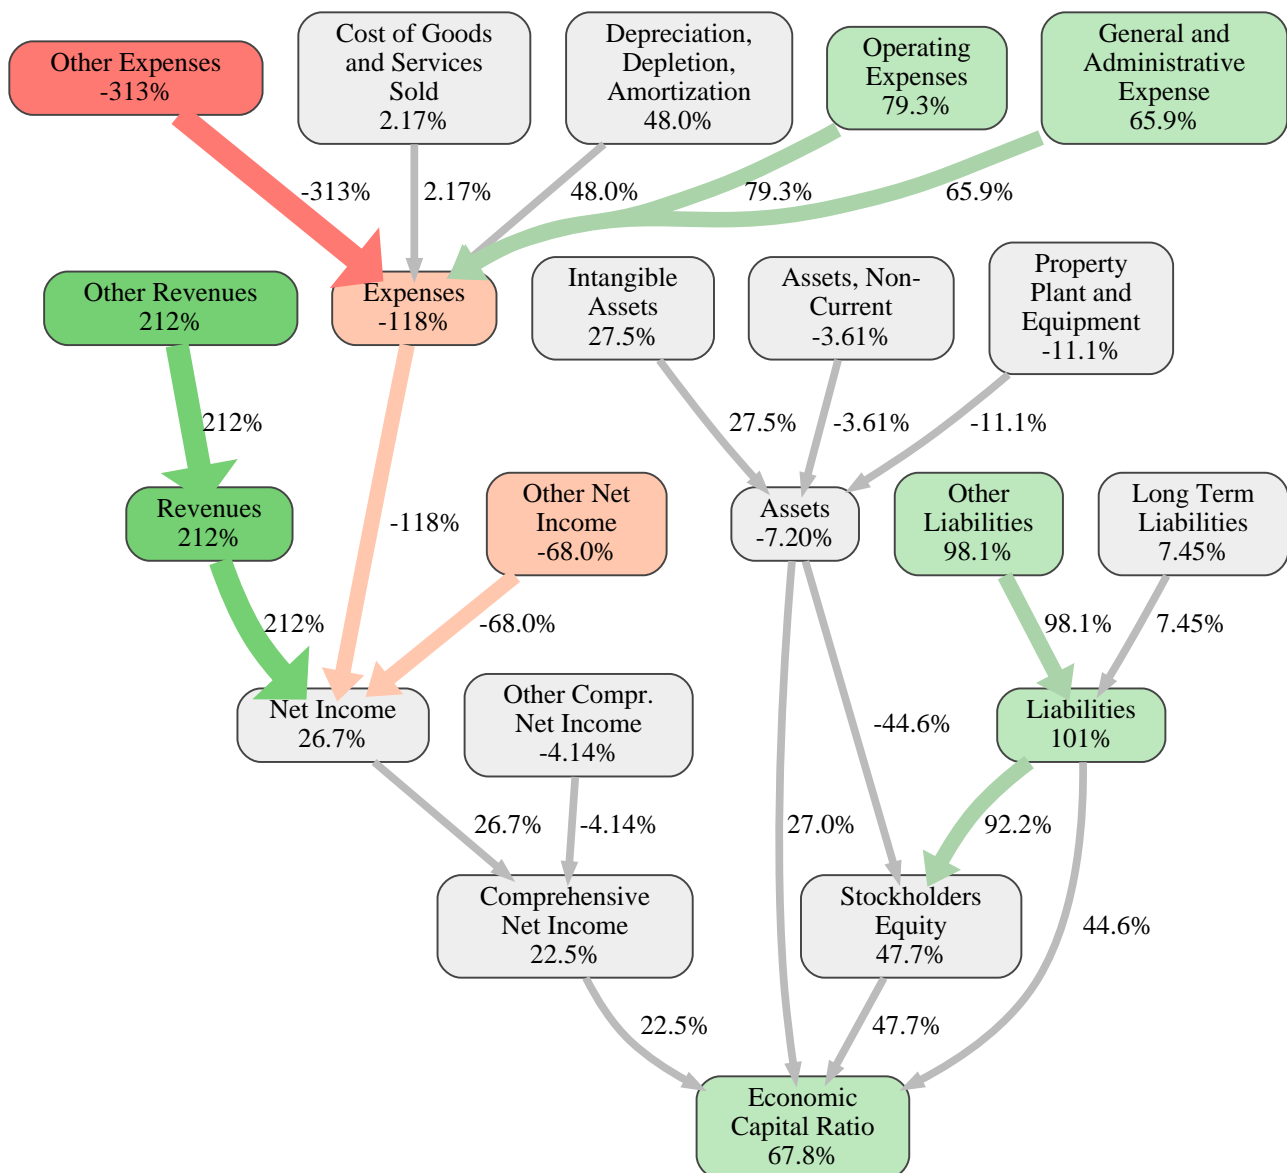 Other Expenses
-313%
Cost of Goods
and Services
Sold
2.17%
Depreciation,
Depletion,
Amortization
48.0%
Operating
Expenses
79.3%
General and
Administrative
Expense
65.9%
-313%
2.17%
48.0%
79.3%
65.9%
Other Revenues
212%
Expenses
-118%
Intangible
Assets
27.5%
Assets, Non-
Current
-3.61%
Property
Plant and
Equipment
-11.1%
212%
-118%
27.5%
-3.61%
-11.1%
Revenues
212%
Other Net
Income
-68.0%
Assets
-7.20%
Other
Liabilities
98.1%
Long Term
Liabilities
7.45%
212%
-68.0%
98.1%
7.45%
Net Income
26.7%
Other Compr.
Net Income
-4.14%
-44.6%
Liabilities
101%
26.7%
-4.14%
27.0%
92.2%
Comprehensive
Net Income
22.5%
Stockholders
Equity
47.7%
44.6%
22.5%
47.7%
Economic
Capital Ratio
67.8%